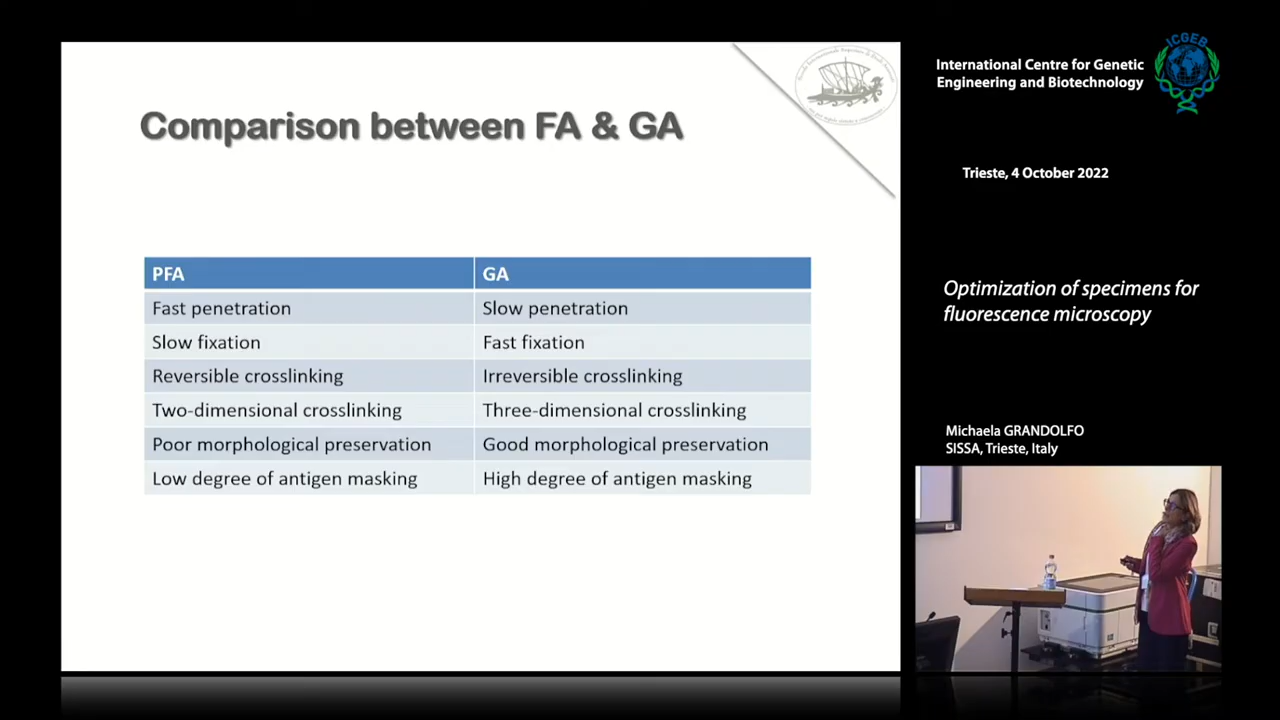 Comparison between FA & GA
PFA GA
Fast penetration Slow penetration
Slow fixation Fast fixation
Reversible crosslinking Irreversible crosslinking
Two-dimensional crosslinking Three-dimensional crosslinking
Poor morphological preservation Good morphological preservation
Low degree of antigen masking High degree of antigen masking
International Centre for Genetic
Engineering and Biotechnology
ICGEB
Trieste, 4 October 2022
Optimization of specimens for
fluorescence microscopy
Michaela GRANDOLFO
SISSA, Trieste, Italy